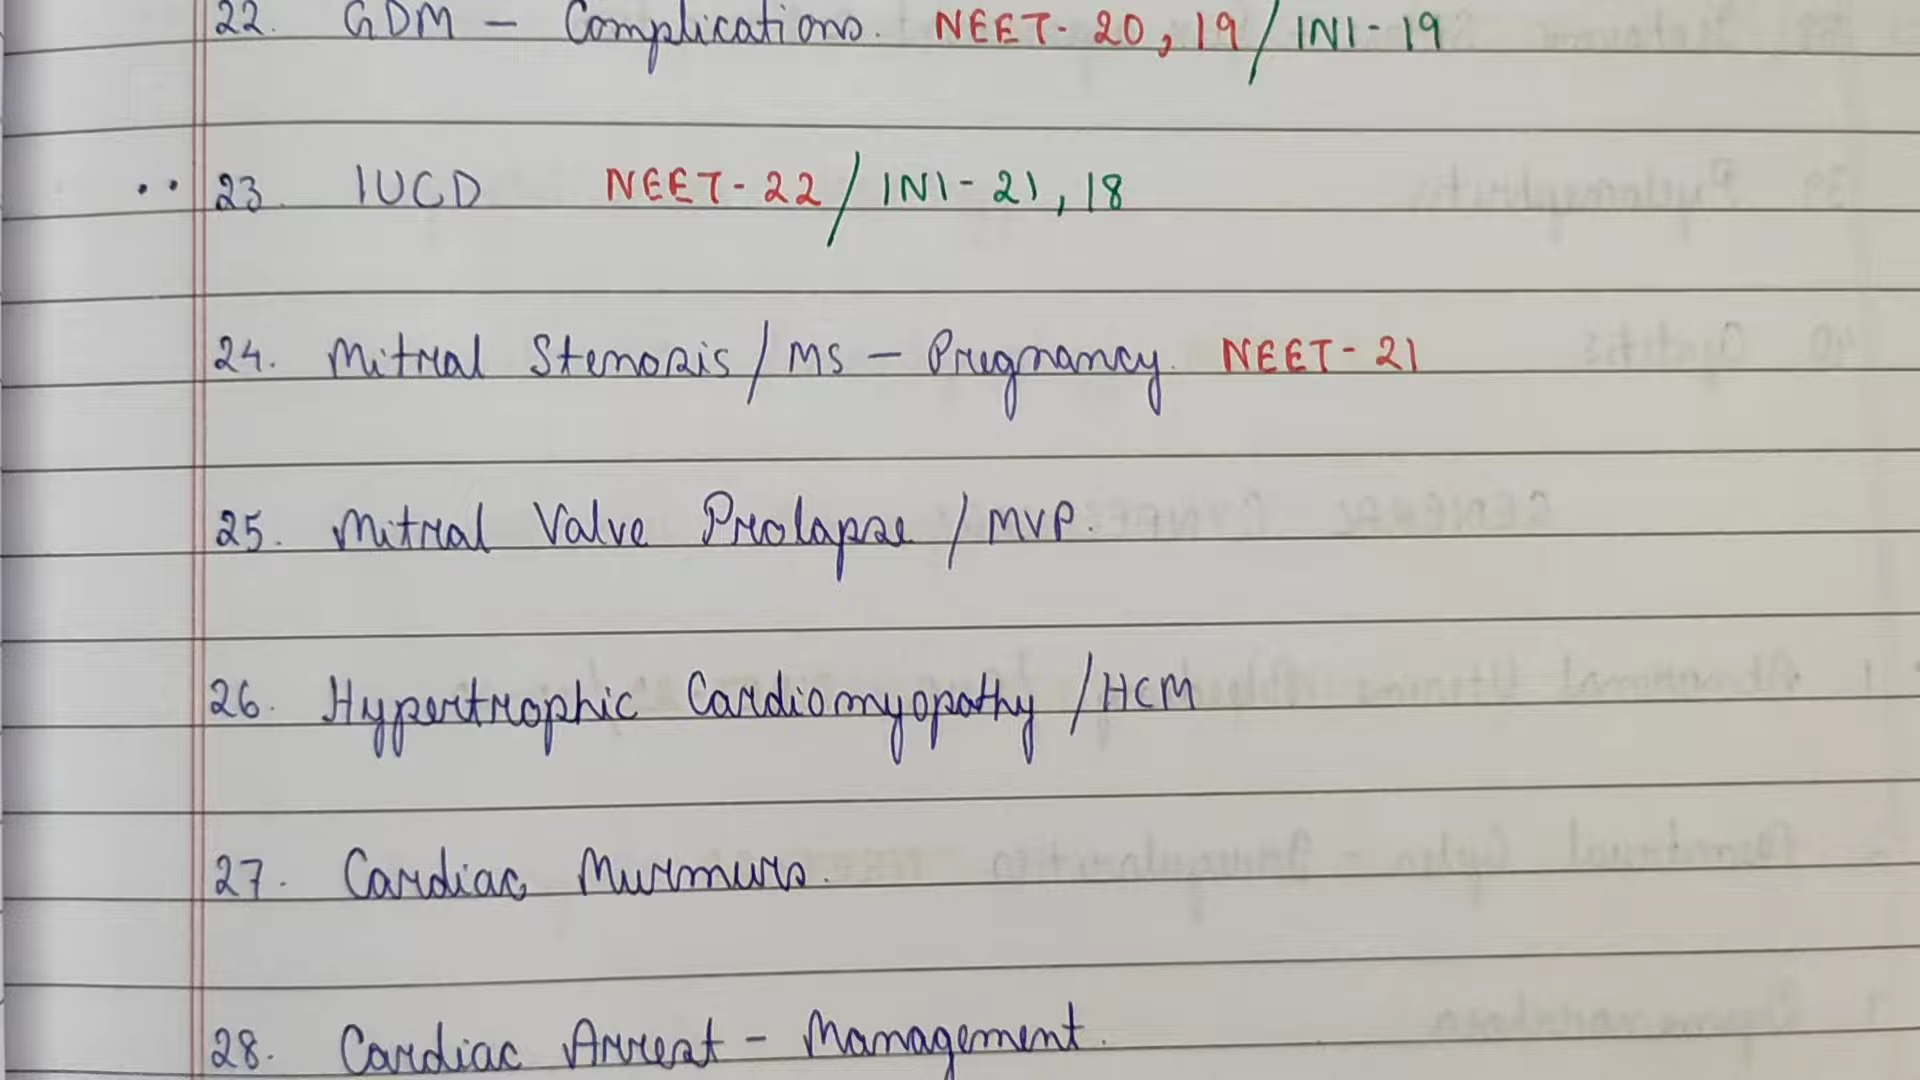 22. GDM – Complications. NEET-20, 19 / INI-19
•• 23. IUCD NEET-22 / INI-21, 18
24. Mitral Stenosis / MS – Pregnancy. NEET-21
25. Mitral Valve Prolapse / MVP.
26. Hypertrophic Cardiomyopathy / HCM
27. Cardiac Murmurs.
28. Cardiac Arrest - Management.